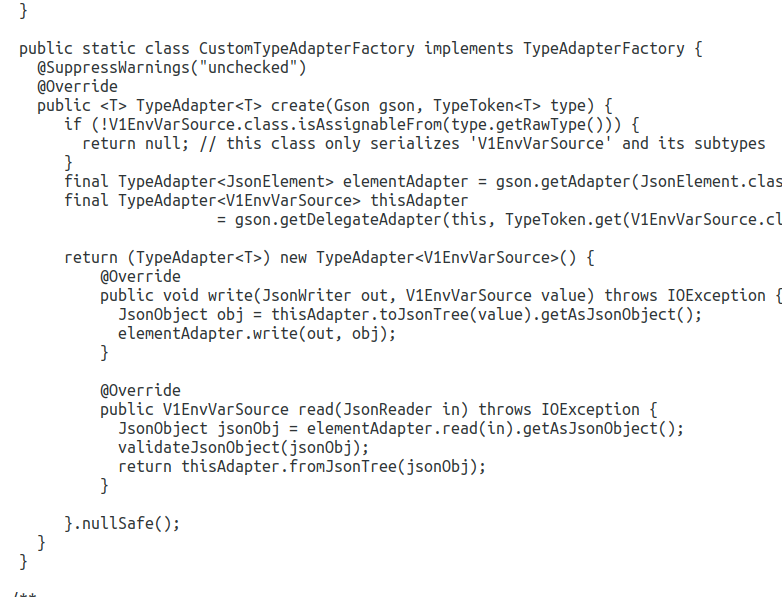 }
public static class CustomTypeAdapterFactory implements TypeAdapterFactory {
@SuppressWarnings("unchecked")
@Override
public <T> TypeAdapter<T> create(Gson gson, TypeToken<T> type) {
if (!V1EnvVarSource.class.isAssignableFrom(type.getRawType())) {
return null; // this class only serializes 'V1EnvVarSource' and its subtypes
}
final TypeAdapter<JsonElement> elementAdapter = gson.getAdapter(JsonElement.clas
final TypeAdapter<V1EnvVarSource> thisAdapter
= gson.getDelegateAdapter(this, TypeToken.get(V1EnvVarSource.cl
return (TypeAdapter<T>) new TypeAdapter<V1EnvVarSource>() {
@Override
public void write(JsonWriter out, V1EnvVarSource value) throws IOException {
JsonObject obj = thisAdapter.toJsonTree(value).getAsJsonObject();
elementAdapter.write(out, obj);
}
@Override
public V1EnvVarSource read(JsonReader in) throws IOException {
JsonObject jsonObj = elementAdapter.read(in).getAsJsonObject();
validateJsonObject(jsonObj);
return thisAdapter.fromJsonTree(jsonObj);
}
}.nullSafe();
}
}
/**